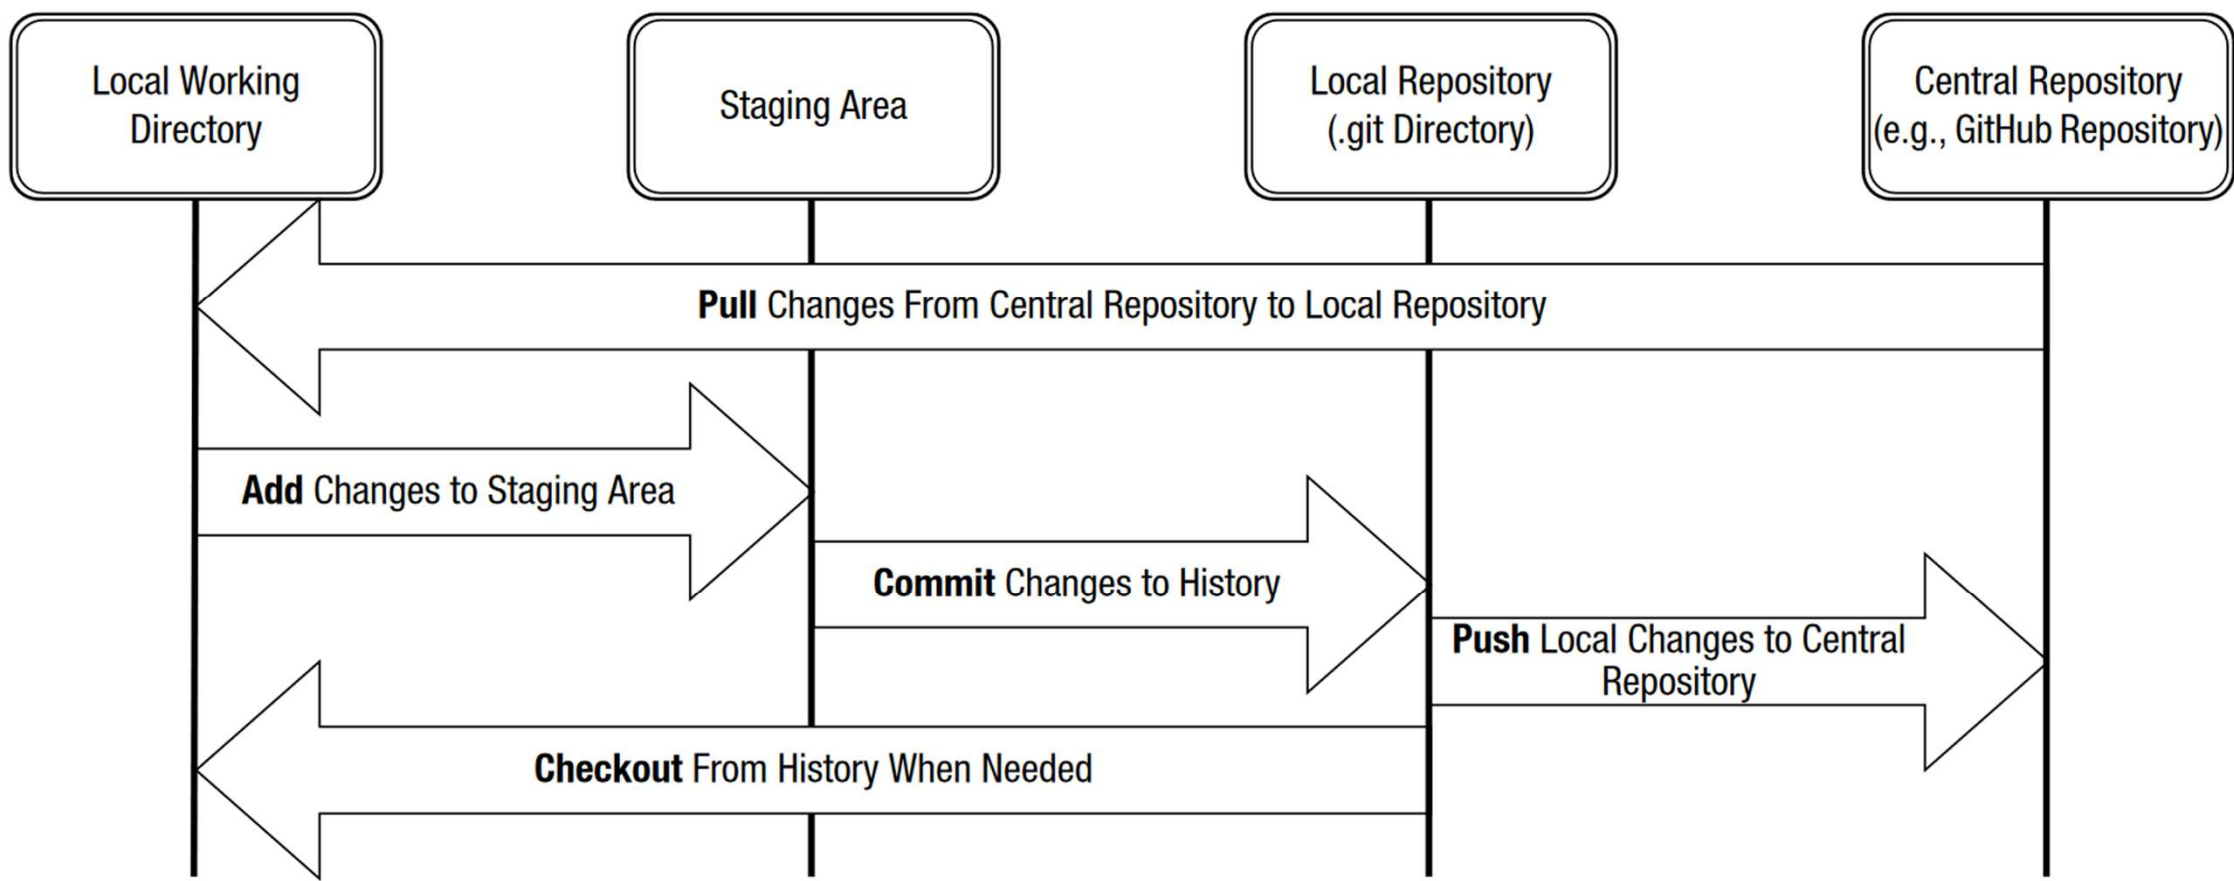 Local Working
Directory
Staging Area
Local Repository
(.git Directory)
Central Repository
(e.g., GitHub Repository)
Pull Changes From Central Repository to Local Repository
Add Changes to Staging Area
Commit Changes to History
Push Local Changes to Central
Repository
Checkout From History When Needed